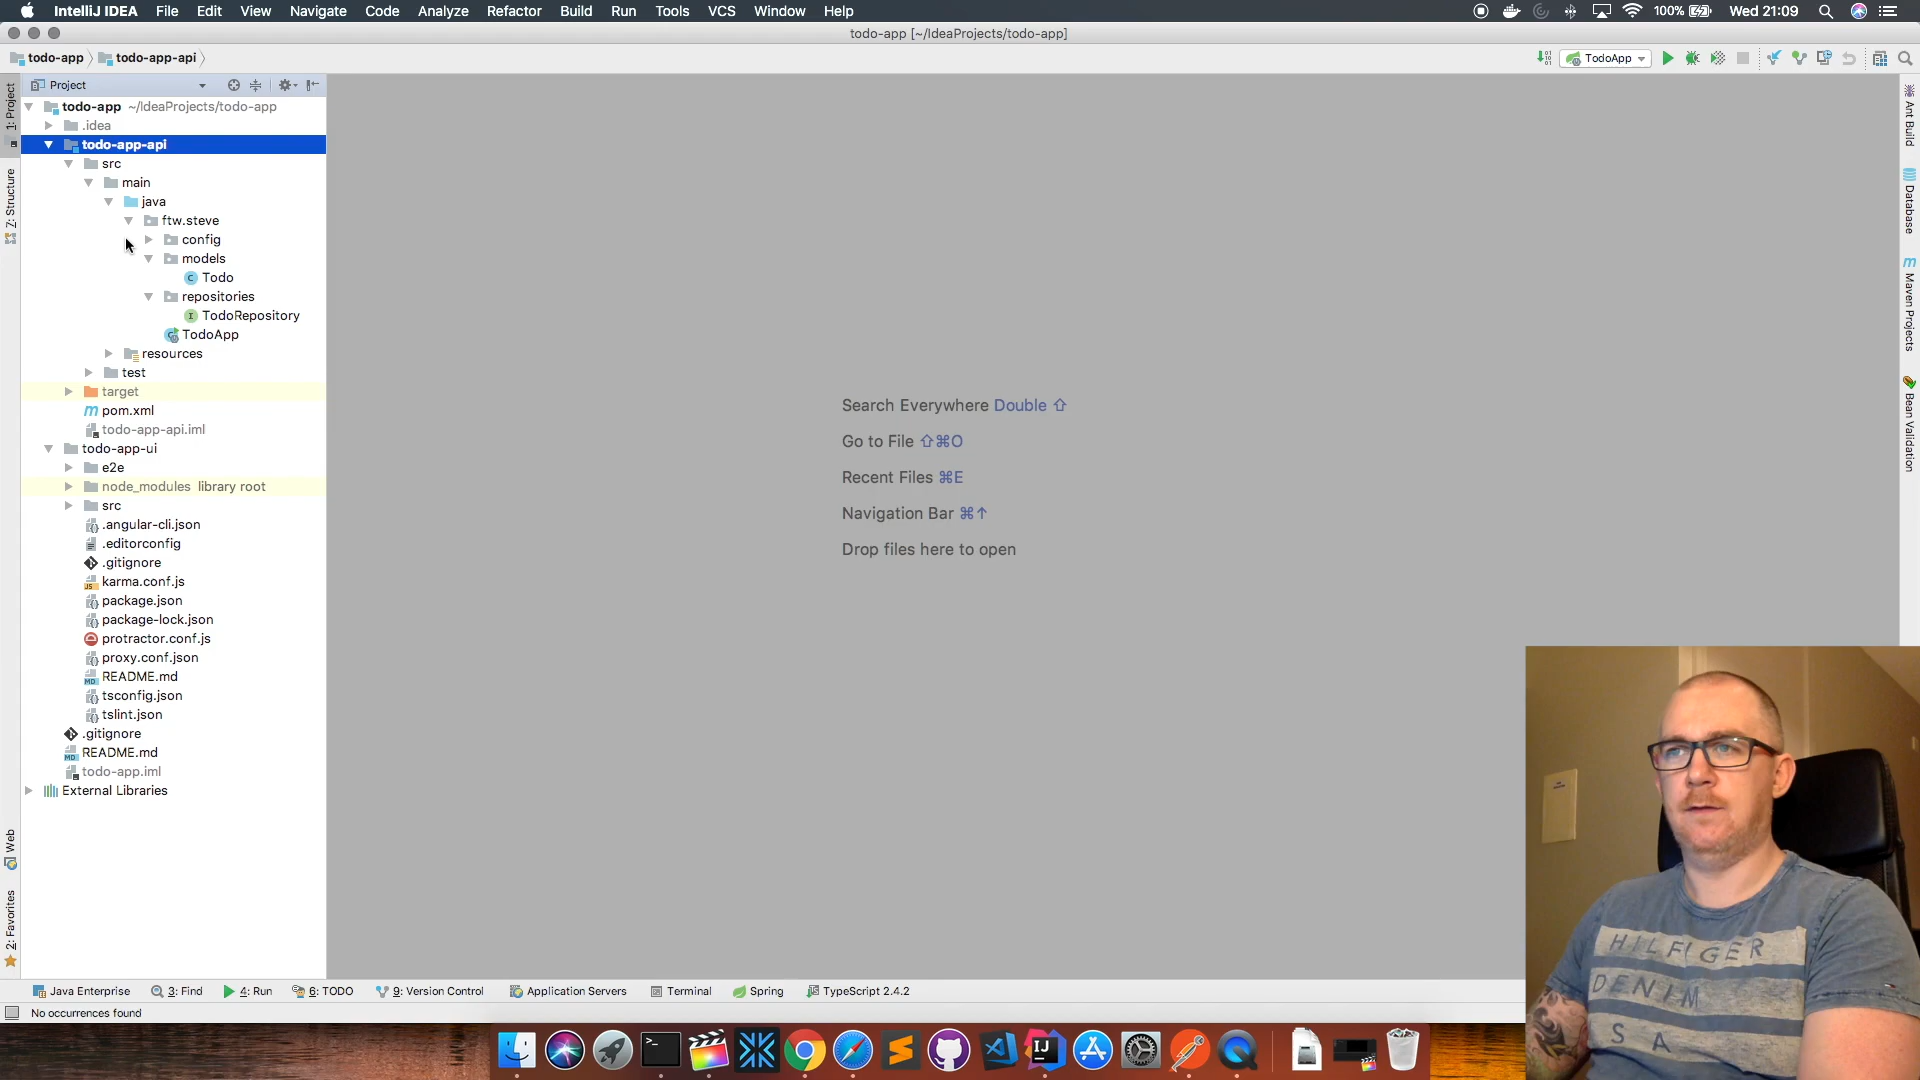 IntelliJ IDEA File Edit View Navigate Code Analyze Refactor Build Run Tools VCS Window Help 100% Wed 21:09
todo-app [~/IdeaProjects/todo-app]
todo-app todo-app-api TodoApp
Project
1: Project
Z: Structure
Web
2: Favorites
todo-app ~/IdeaProjects/todo-app
.idea
todo-app-api
src
main
java
ftw.steve
config
models
Todo
repositories
TodoRepository
TodoApp
resources
test
target
pom.xml
todo-app-api.iml
todo-app-ui
e2e
node_modules library root
src
.angular-cli.json
.editorconfig
.gitignore
karma.conf.js
package.json
package-lock.json
protractor.conf.js
proxy.conf.json
README.md
tsconfig.json
tslint.json
.gitignore
README.md
todo-app.iml
External Libraries
Search Everywhere Double ⇧
Go to File ⇧⌘O
Recent Files ⌘E
Navigation Bar ⌘↑
Drop files here to open
Ant Build
Database
Maven Projects
Bean Validation
HILFIGER
DENIM
S A
Java Enterprise 3: Find 4: Run 6: TODO 9: Version Control Application Servers Terminal Spring TypeScript 2.4.2
No occurrences found